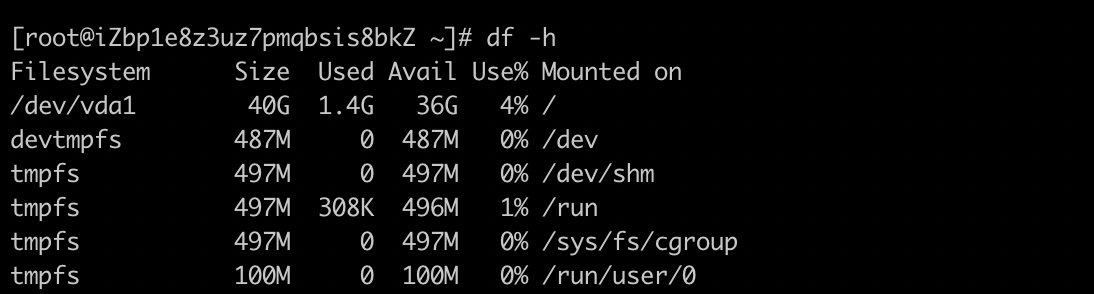 [root@iZbp1e8z3uz7pmqbsis8bkZ ~]# df -h
Filesystem      Size  Used Avail Use% Mounted on
/dev/vda1        40G  1.4G   36G   4% /
devtmpfs        487M     0  487M   0% /dev
tmpfs           497M     0  497M   0% /dev/shm
tmpfs           497M  308K  496M   1% /run
tmpfs           497M     0  497M   0% /sys/fs/cgroup
tmpfs           100M     0  100M   0% /run/user/0